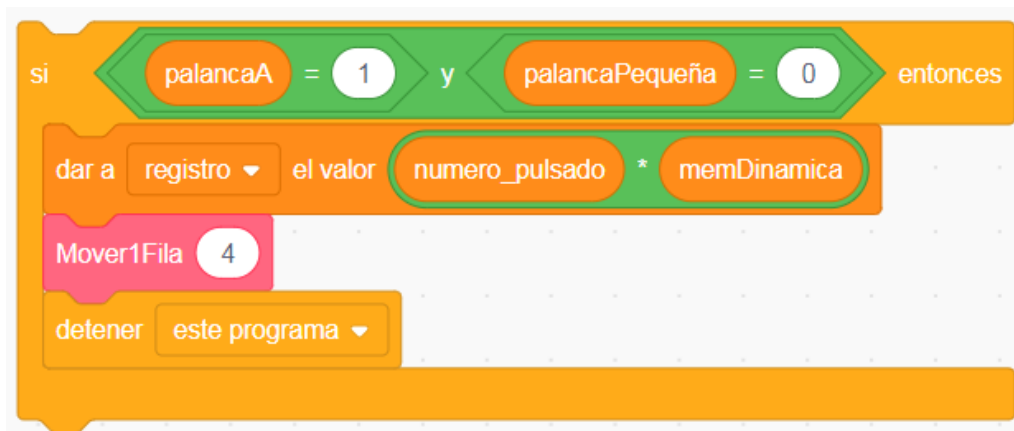 si palancaA = 1 y palancaPequeña = 0 entonces
dar a registro el valor numero_pulsado * memDinamica
Mover1Fila 4
detener este programa